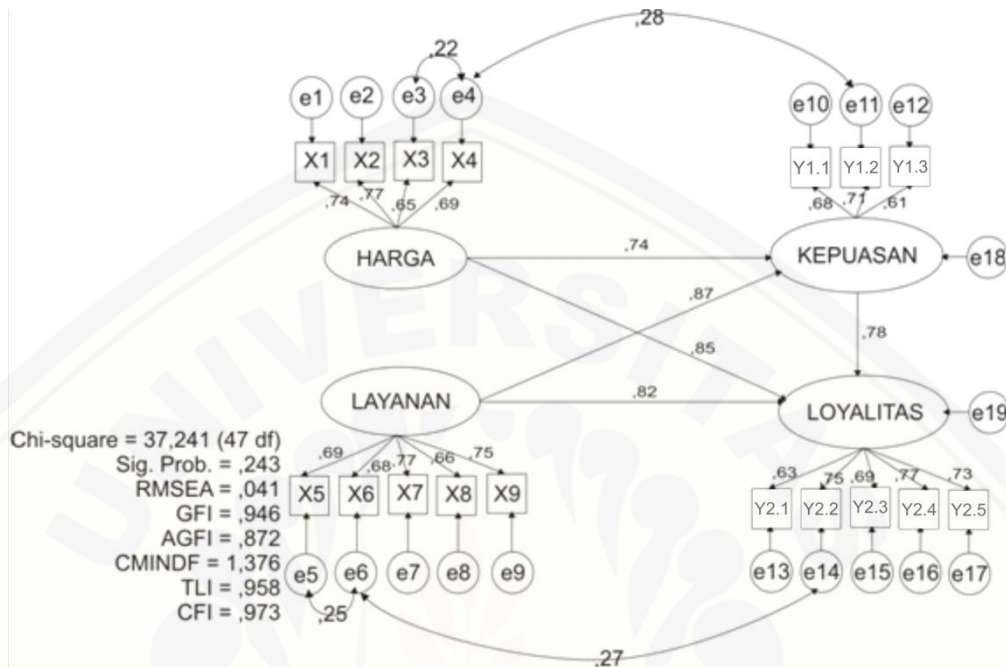 ,28
,22
e1 e2 e3 e4
e10 e11 e12
X1 X2 X3 X4
Y1.1 Y1.2 Y1.3
,74 ,77 ,65 ,69
,68 ,71 ,61
HARGA
,74
KEPUASAN
e18
,87
,78
,85
LAYANAN
,82
LOYALITAS
e19
Chi-square = 37,241 (47 df)
Sig. Prob. = ,243
RMSEA = ,041
GFI = ,946
AGFI = ,872
CMINDF = 1,376
TLI = ,958
CFI = ,973
,69 ,68 ,77 ,66 ,75
X5 X6 X7 X8 X9
e5 e6 e7 e8 e9
,25
,63 ,75 ,69 ,77 ,73
Y2.1 Y2.2 Y2.3 Y2.4 Y2.5
e13 e14 e15 e16 e17
,27
UNIVERSITAS